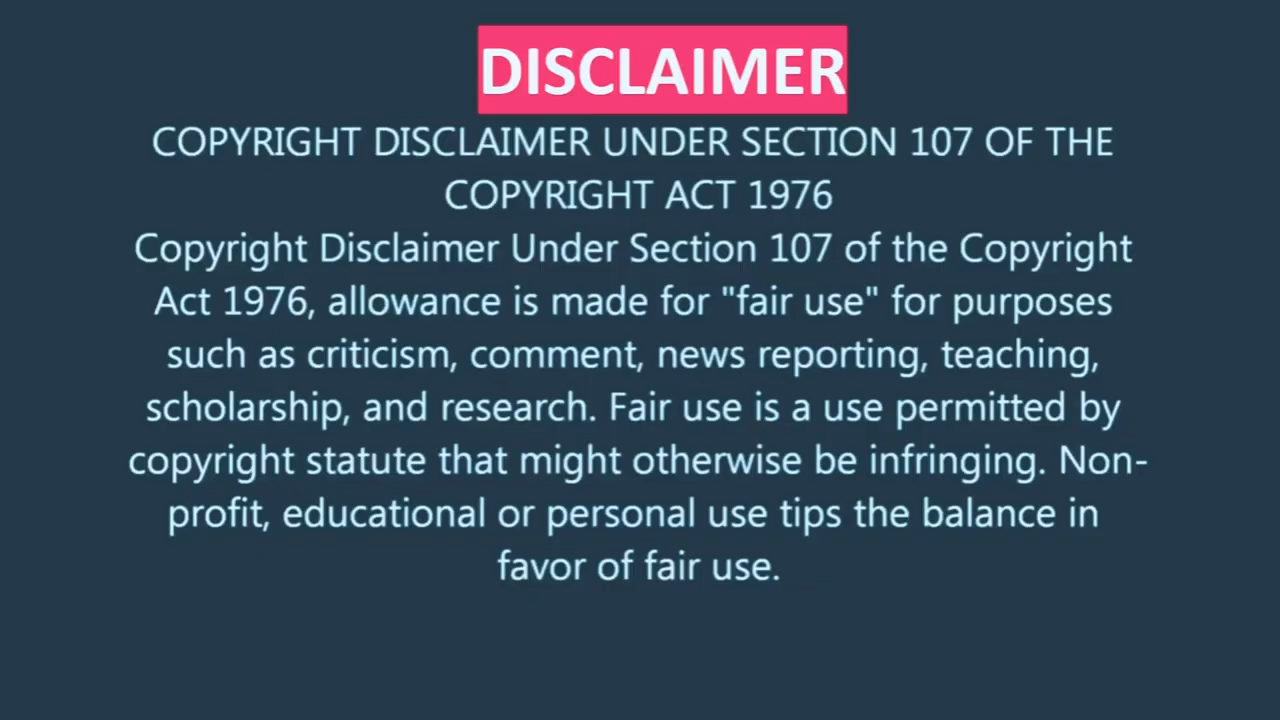 DISCLAIMER
COPYRIGHT DISCLAIMER UNDER SECTION 107 OF THE
COPYRIGHT ACT 1976
Copyright Disclaimer Under Section 107 of the Copyright
Act 1976, allowance is made for "fair use" for purposes
such as criticism, comment, news reporting, teaching,
scholarship, and research. Fair use is a use permitted by
copyright statute that might otherwise be infringing. Non-
profit, educational or personal use tips the balance in
favor of fair use.